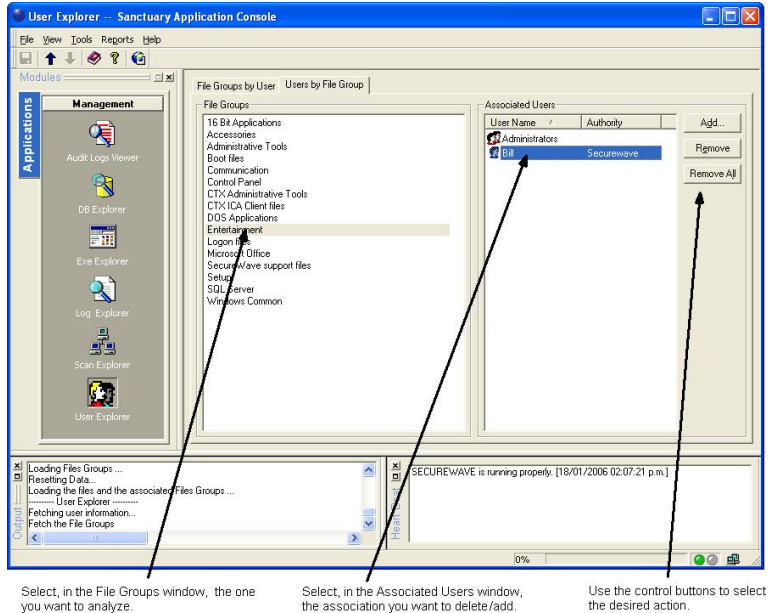 User Explorer -- Sanctuary Application Console
File View Tools Reports Help
Modules
Applications
Management
Audit Logs Viewer
DB Explorer
Exe Explorer
Log Explorer
Scan Explorer
User Explorer
File Groups by User
Users by File Group
File Groups
16 Bit Applications
Accessories
Administrative Tools
Boot files
Communication
Control Panel
CTX Administrative Tools
CTX ICA Client files
DOS Applications
Entertainment
Logon files
Microsoft Office
SecureWave support files
Setup
SQL Server
Windows Common
Associated Users
User Name / Authority
Administrators
Bill Securewave
Add...
Remove
Remove All
Output
Loading Files Groups ...
Resetting Data...
Loading the files and the associated Files Groups ...
---------- User Explorer ----------
Fetching user information...
Fetch the File Groups
Heart Beat
SECUREWAVE is running properly. [18/01/2006 02:07:21 p.m.]
0%
Select, in the File Groups window, the one
you want to analyze.
Select, in the Associated Users window,
the association you want to delete/add.
Use the control buttons to select
the desired action.